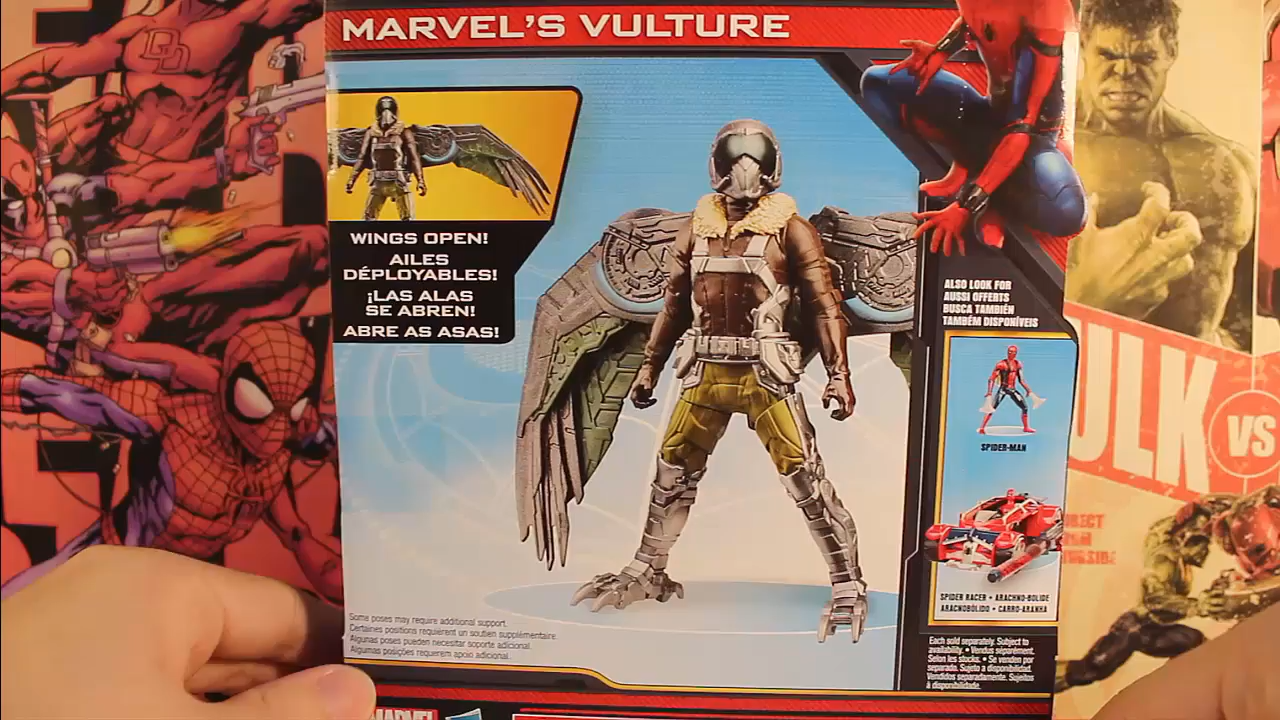 MARVEL'S VULTURE
WINGS OPEN!
AILES
DÉPLOYABLES!
¡LAS ALAS
SE ABREN!
ABRE AS ASAS!
ALSO LOOK FOR
AUSSI OFFERTS
BUSCA TAMBIÉN
TAMBÉM DISPONÍVEIS
SPIDER-MAN
SPIDER RACER • ARACHNO-BOLIDE
ARACNOBÓLIDO • CARRO-ARANHA
Some poses may require additional support.
Certaines positions requièrent un soutien supplémentaire.
Algunas poses pueden necesitar soporte adicional.
Algumas posições requerem apoio adicional.
Each sold separately. Subject to
availability. • Vendus séparément.
Selon les stocks. • Se venden por
separado. Sujeto a disponibilidad.
Vendidos separadamente. Sujeitos
à disponibilidade.
MARVEL
DD
ULK
VS